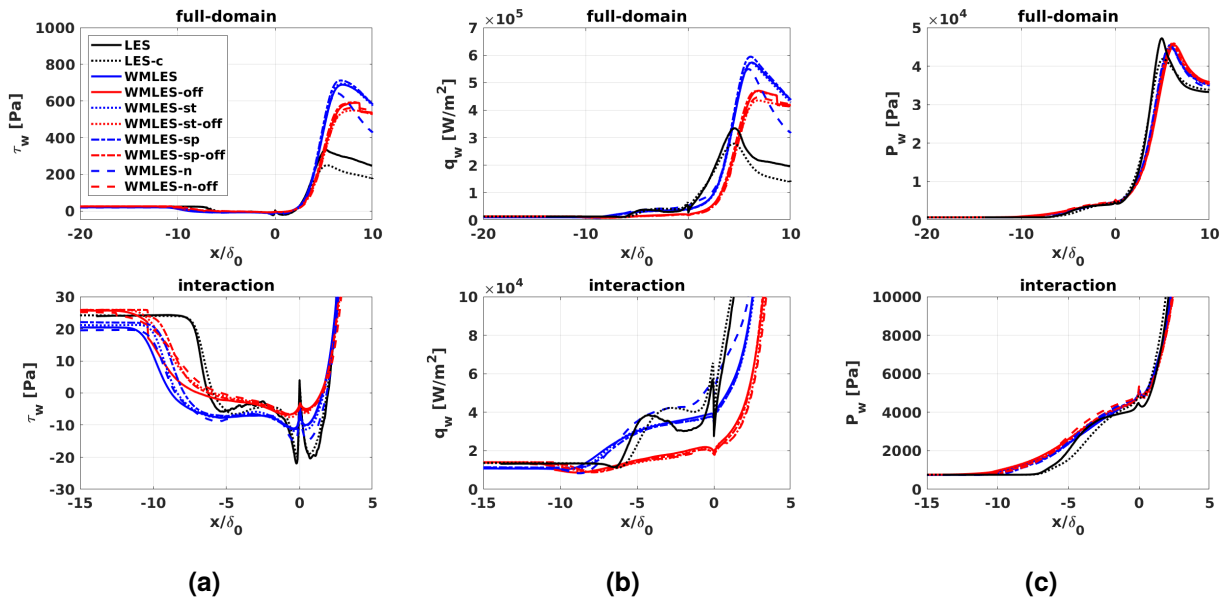 full-domain
1000
800
600
400
200
0
τw [Pa]
LES
LES-c
WMLES
WMLES-off
WMLES-st
WMLES-st-off
WMLES-sp
WMLES-sp-off
WMLES-n
WMLES-n-off
-20 -10 0 10
x/δ0
full-domain
×10^5
7
6
5
4
3
2
1
0
qw [W/m²]
-20 -10 0 10
x/δ0
full-domain
×10^4
5
4
3
2
1
0
Pw [Pa]
-20 -10 0 10
x/δ0
interaction
30
20
10
0
-10
-20
-30
τw [Pa]
-15 -10 -5 0 5
x/δ0
interaction
×10^4
10
8
6
4
2
0
qw [W/m²]
-15 -10 -5 0 5
x/δ0
interaction
10000
8000
6000
4000
2000
0
Pw [Pa]
-15 -10 -5 0 5
x/δ0
(a) (b) (c)